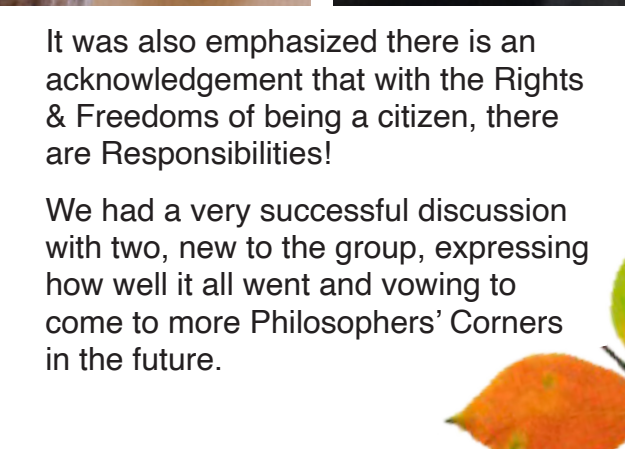 It was also emphasized there is an
acknowledgement that with the Rights
& Freedoms of being a citizen, there
are Responsibilities!
We had a very successful discussion
with two, new to the group, expressing
how well it all went and vowing to
come to more Philosophers’ Corners
in the future.